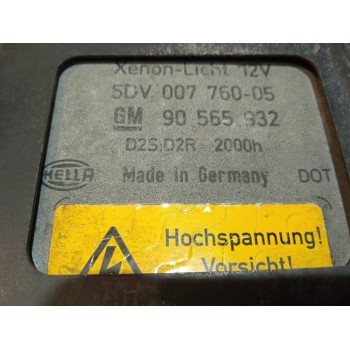 Xenon-Licht 12V
5DV 007 760-05
GM 90 565 932
D2S,D2R 2000h
HELLA Made in Germany DOT
Hochspannung!
Vorsicht!